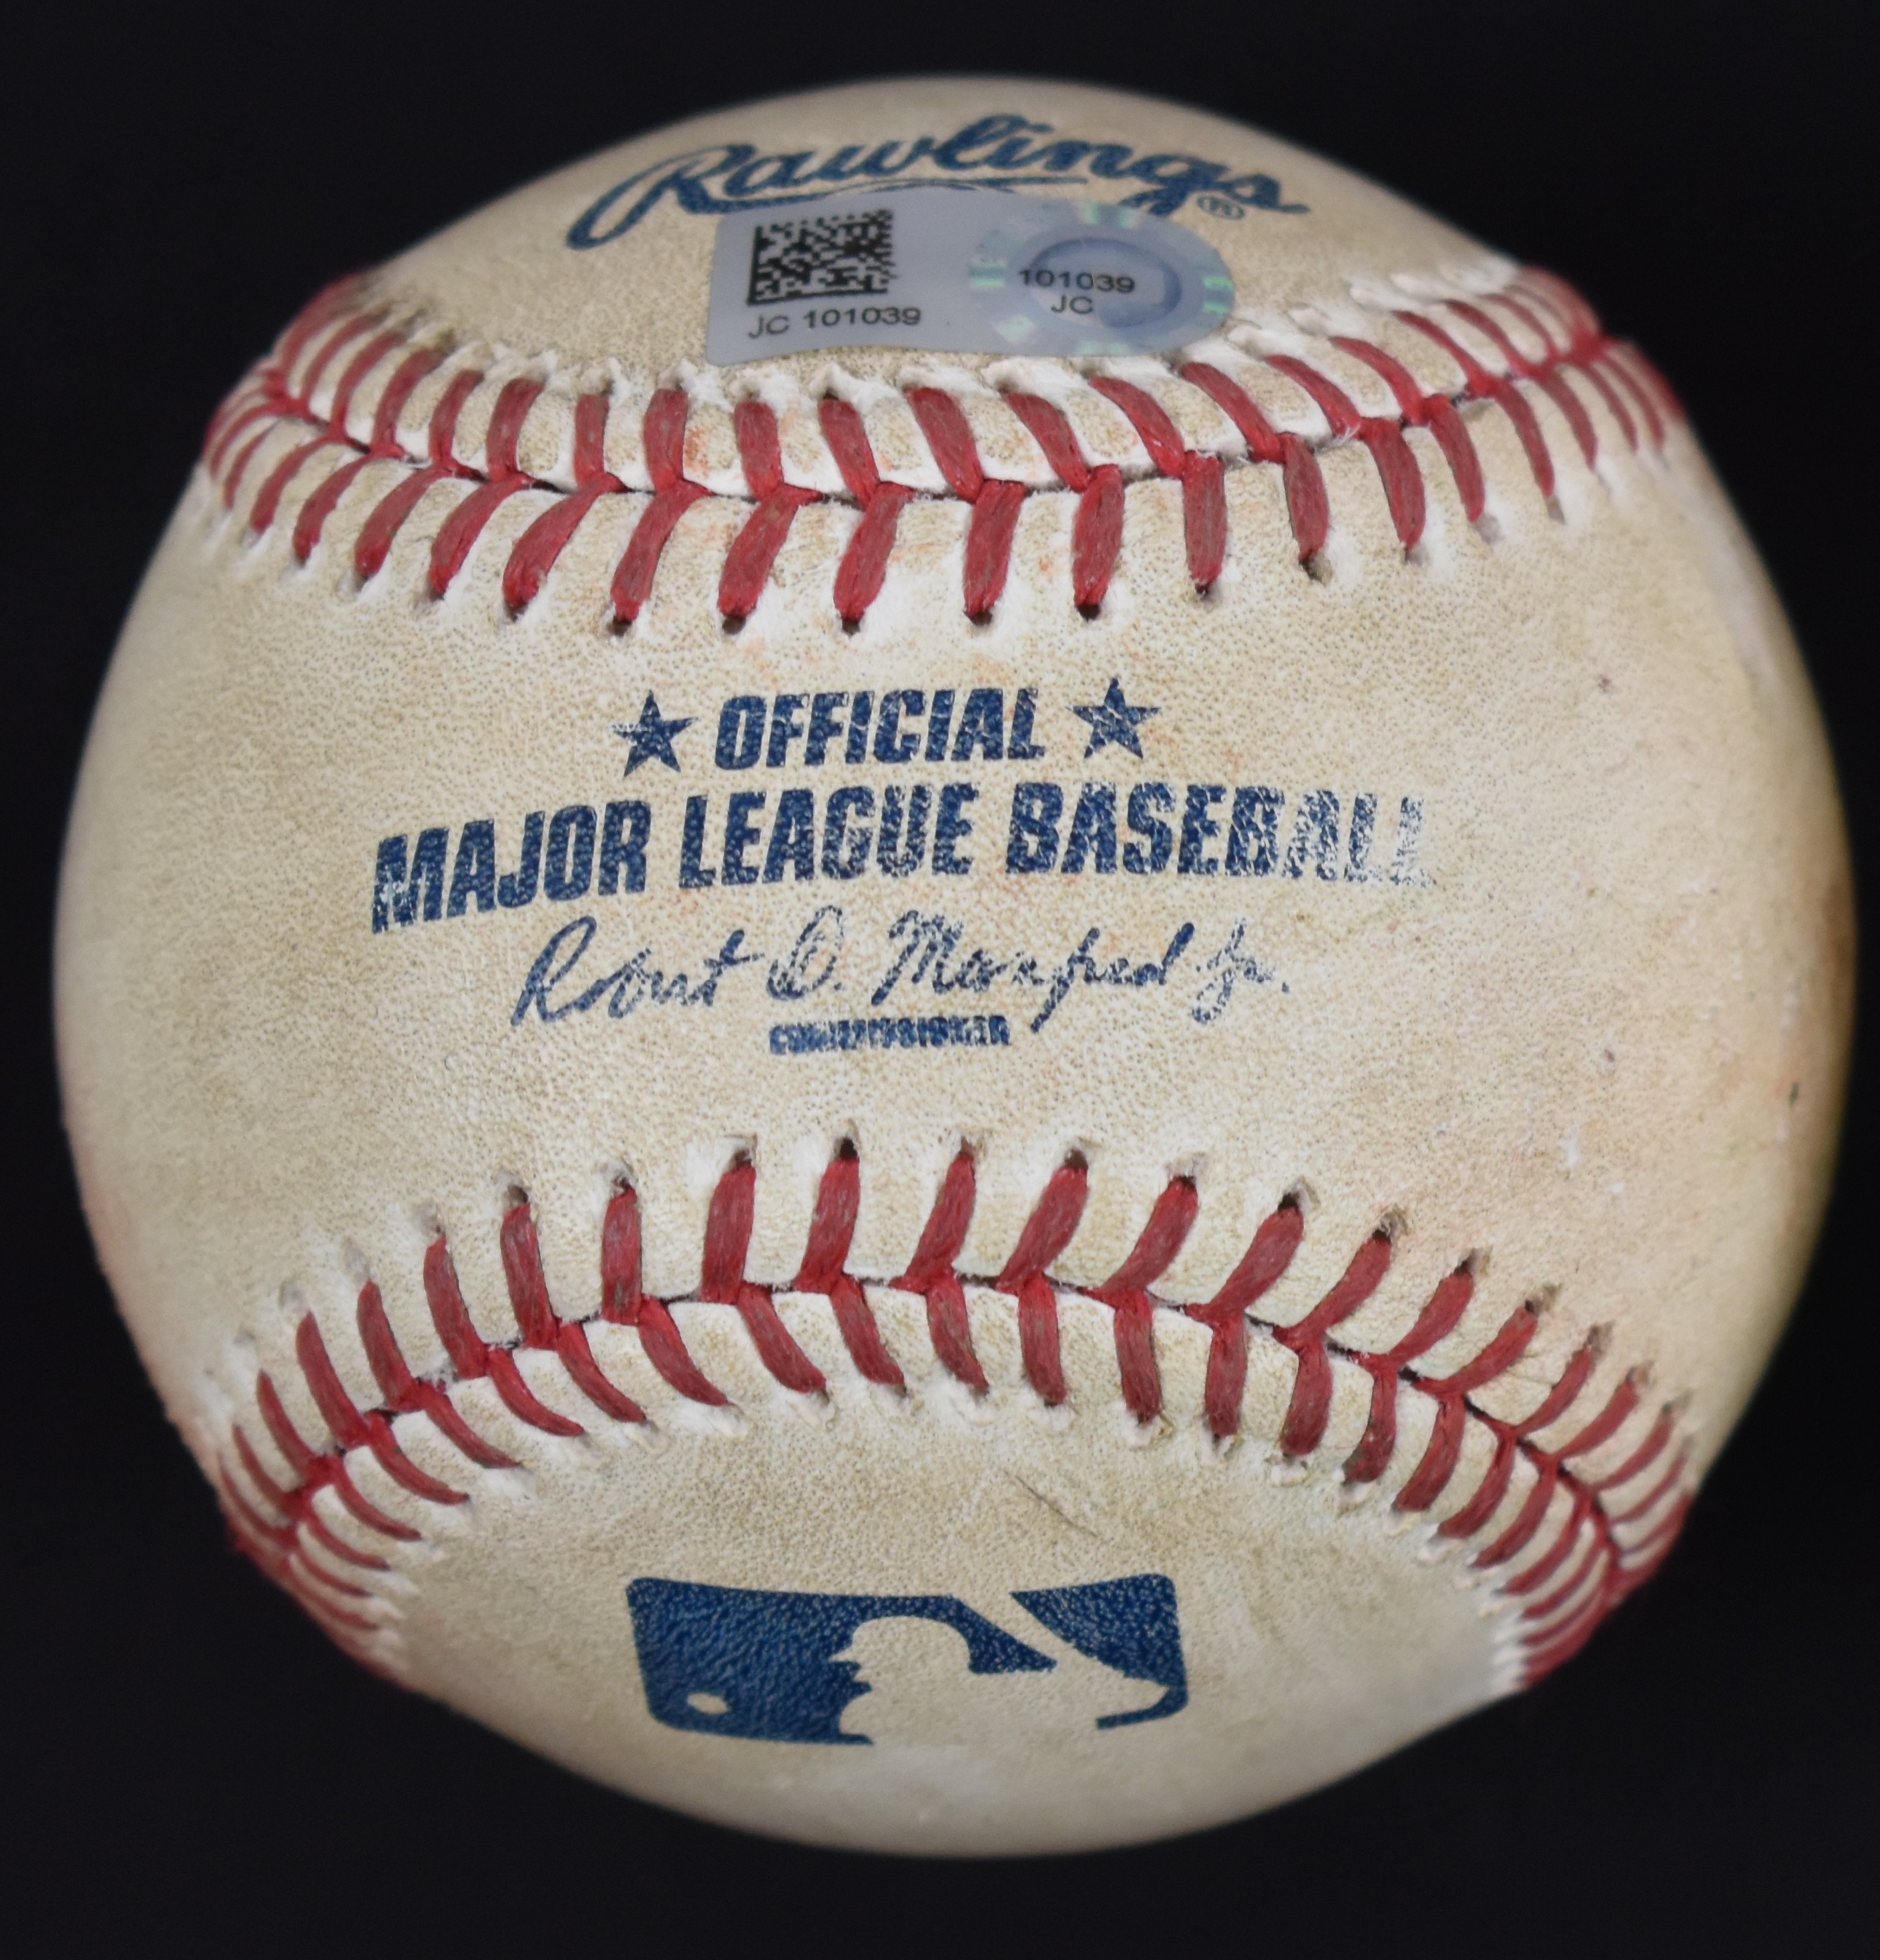 Rawlings®
101039
JC
JC 101039
★ OFFICIAL ★
MAJOR LEAGUE BASEBALL
Robert D. Manfred Jr.
COMMISSIONER